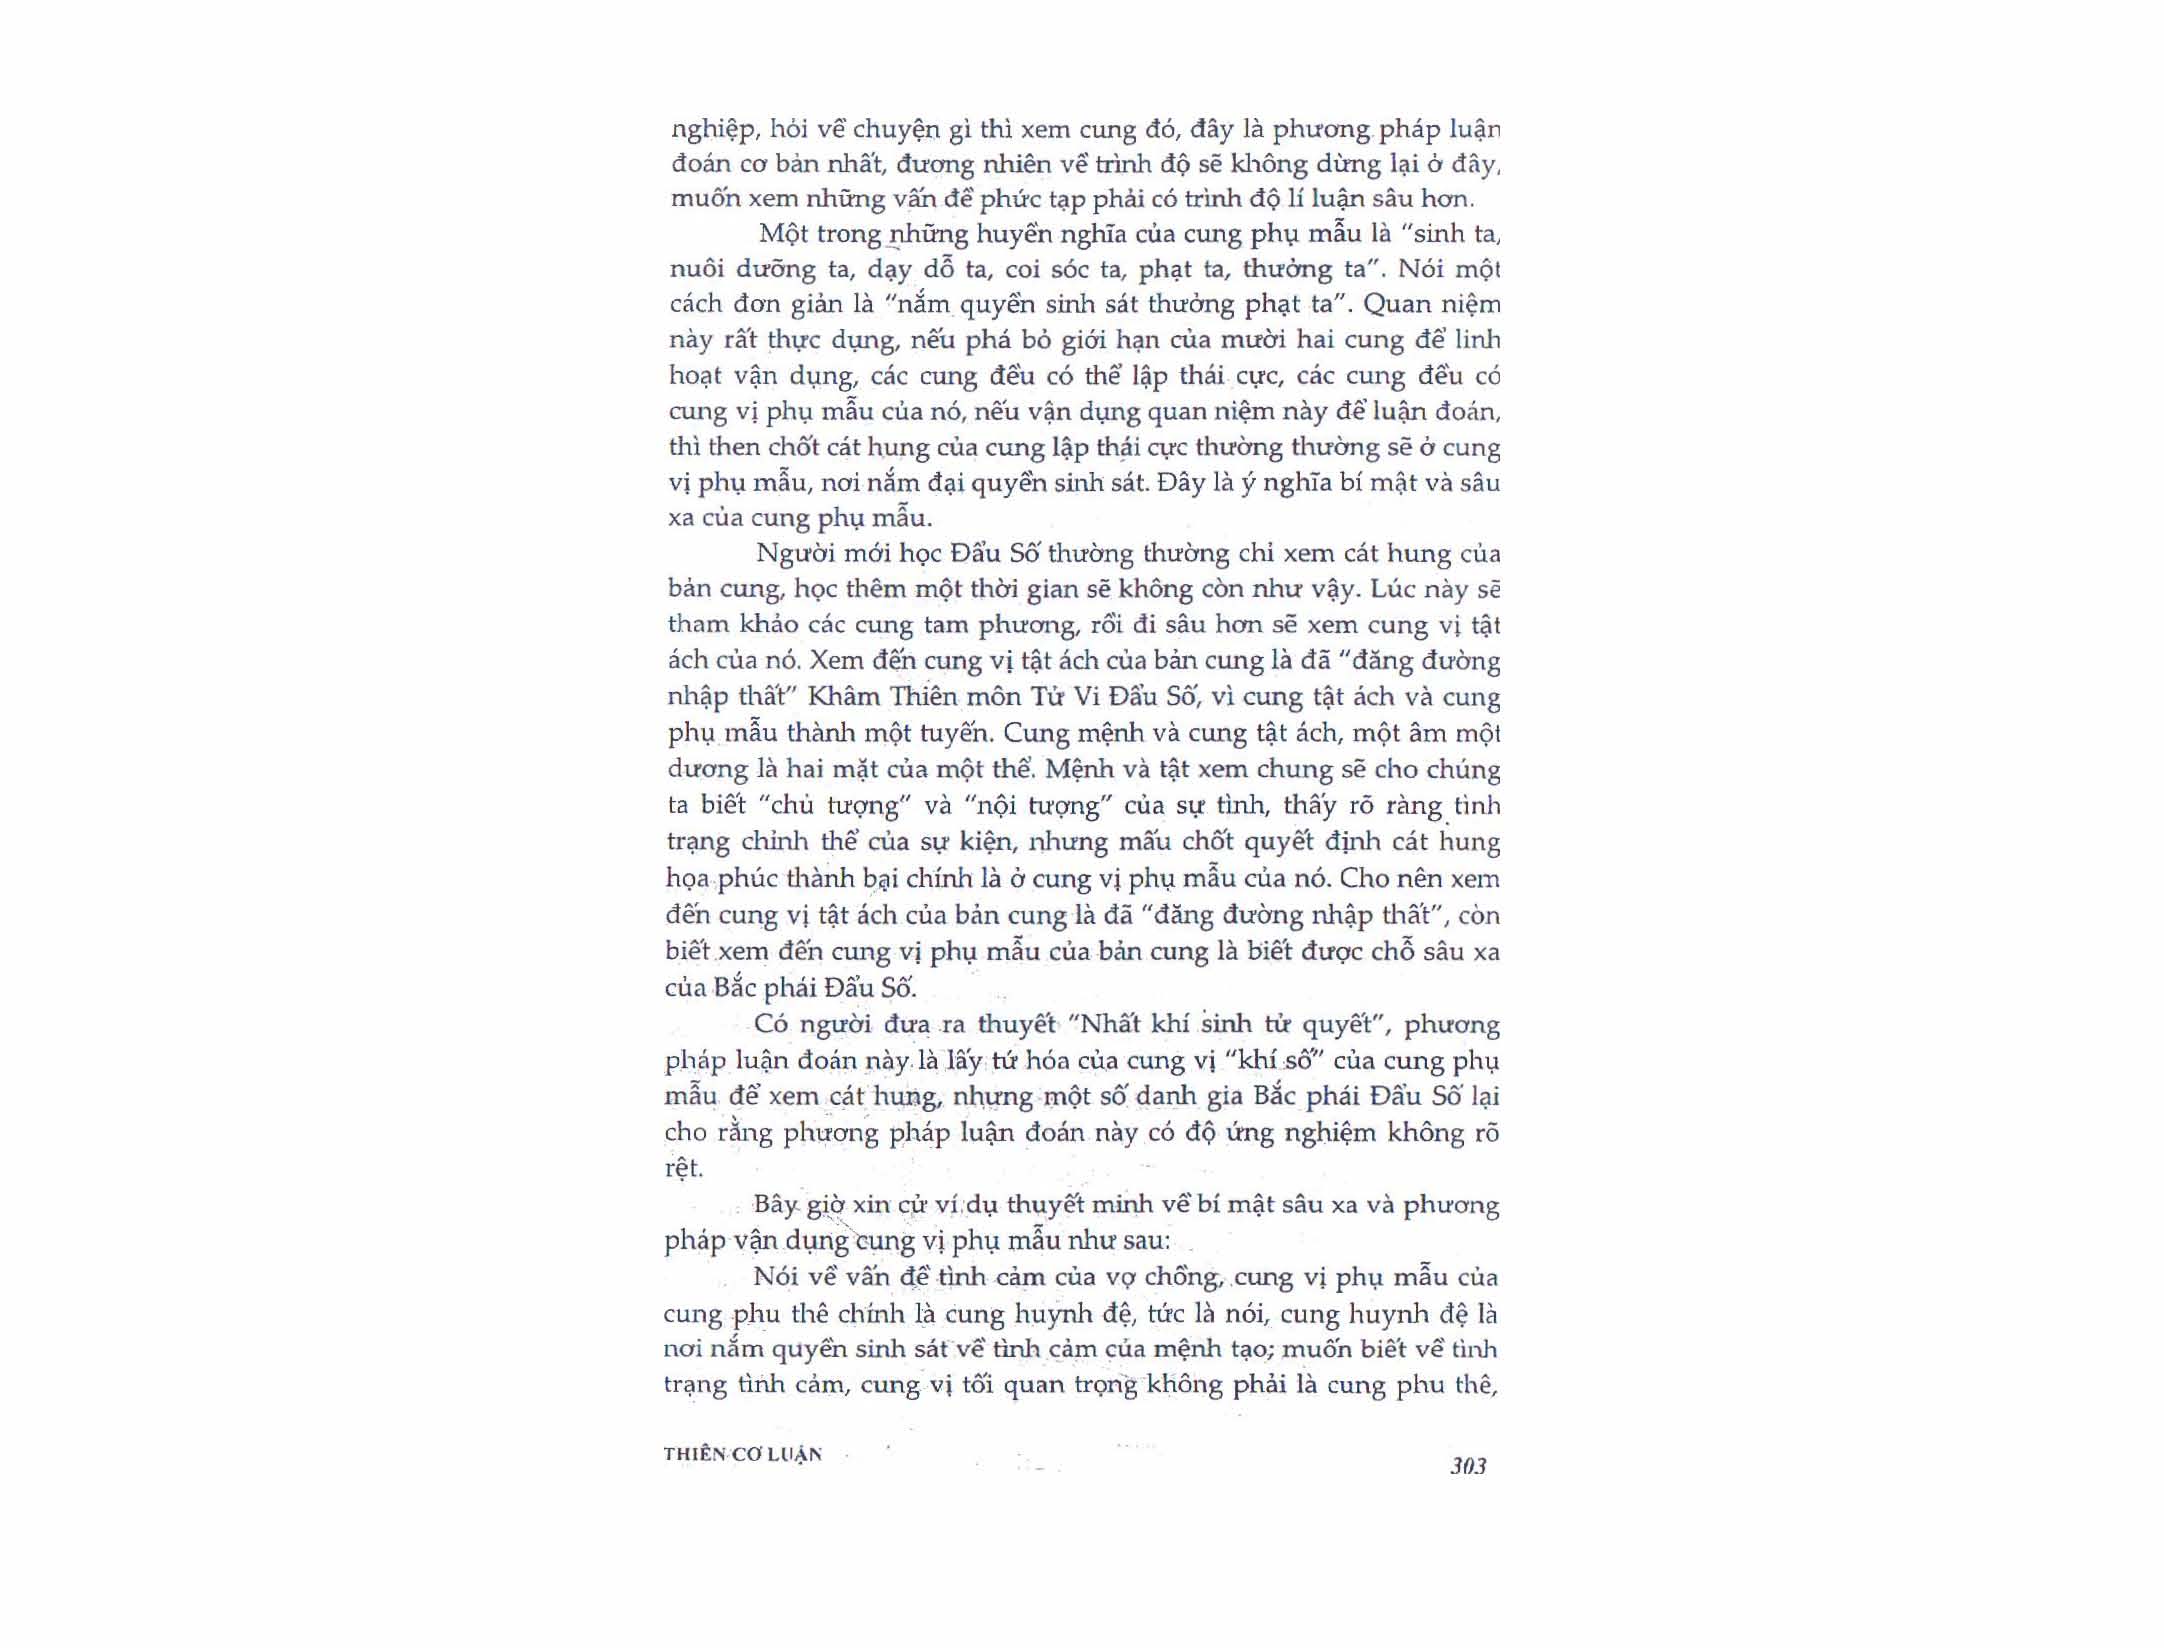 nghiệp, hỏi về chuyện gì thì xem cung đó, đây là phương pháp luận
đoán cơ bản nhất, đương nhiên về trình độ sẽ không dừng lại ở đây,
muốn xem những vấn đề phức tạp phải có trình độ lí luận sâu hơn.
Một trong những huyền nghĩa của cung phụ mẫu là "sinh ta,
nuôi dưỡng ta, dạy dỗ ta, coi sóc ta, phạt ta, thưởng ta". Nói một
cách đơn giản là "nắm quyền sinh sát thưởng phạt ta". Quan niệm
này rất thực dụng, nếu phá bỏ giới hạn của mười hai cung để linh
hoạt vận dụng, các cung đều có thể lập thái cực, các cung đều có
cung vị phụ mẫu của nó, nếu vận dụng quan niệm này để luận đoán,
thì then chốt cát hung của cung lập thái cực thường thường sẽ ở cung
vị phụ mẫu, nơi nắm đại quyền sinh sát. Đây là ý nghĩa bí mật và sâu
xa của cung phụ mẫu.
Người mới học Đẩu Số thường thường chỉ xem cát hung của
bản cung, học thêm một thời gian sẽ không còn như vậy. Lúc này sẽ
tham khảo các cung tam phương, rồi đi sâu hơn sẽ xem cung vị tật
ách của nó. Xem đến cung vị tật ách của bản cung là đã "đăng đường
nhập thất" Khâm Thiên môn Tử Vi Đẩu Số, vì cung tật ách và cung
phụ mẫu thành một tuyến. Cung mệnh và cung tật ách, một âm một
dương là hai mặt của một thể. Mệnh và tật xem chung sẽ cho chúng
ta biết "chủ tượng" và "nội tượng" của sự tình, thấy rõ ràng tình
trạng chỉnh thể của sự kiện, nhưng mấu chốt quyết định cát hung
họa phúc thành bại chính là ở cung vị phụ mẫu của nó. Cho nên xem
đến cung vị tật ách của bản cung là đã "đăng đường nhập thất", còn
biết xem đến cung vị phụ mẫu của bản cung là biết được chỗ sâu xa
của Bắc phái Đẩu Số.
Có người đưa ra thuyết "Nhất khí sinh tử quyết", phương
pháp luận đoán này là lấy tứ hóa của cung vị "khí số" của cung phụ
mẫu để xem cát hung, nhưng một số danh gia Bắc phái Đẩu Số lại
cho rằng phương pháp luận đoán này có độ ứng nghiệm không rõ
rệt.
Bây giờ xin cử ví dụ thuyết minh về bí mật sâu xa và phương
pháp vận dụng cung vị phụ mẫu như sau:
Nói về vấn đề tình cảm của vợ chồng, cung vị phụ mẫu của
cung phu thê chính là cung huynh đệ, tức là nói, cung huynh đệ là
nơi nắm quyền sinh sát về tình cảm của mệnh tạo; muốn biết về tình
trạng tình cảm, cung vị tối quan trọng không phải là cung phu thê,
THIÊN CƠ LUẬN
303